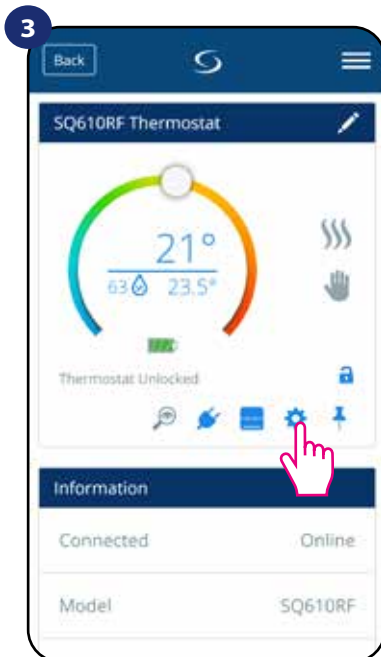 3
Back
SQ610RF Thermostat
21°
63 23.5°
Thermostat Unlocked
Information
Connected Online
Model SQ610RF